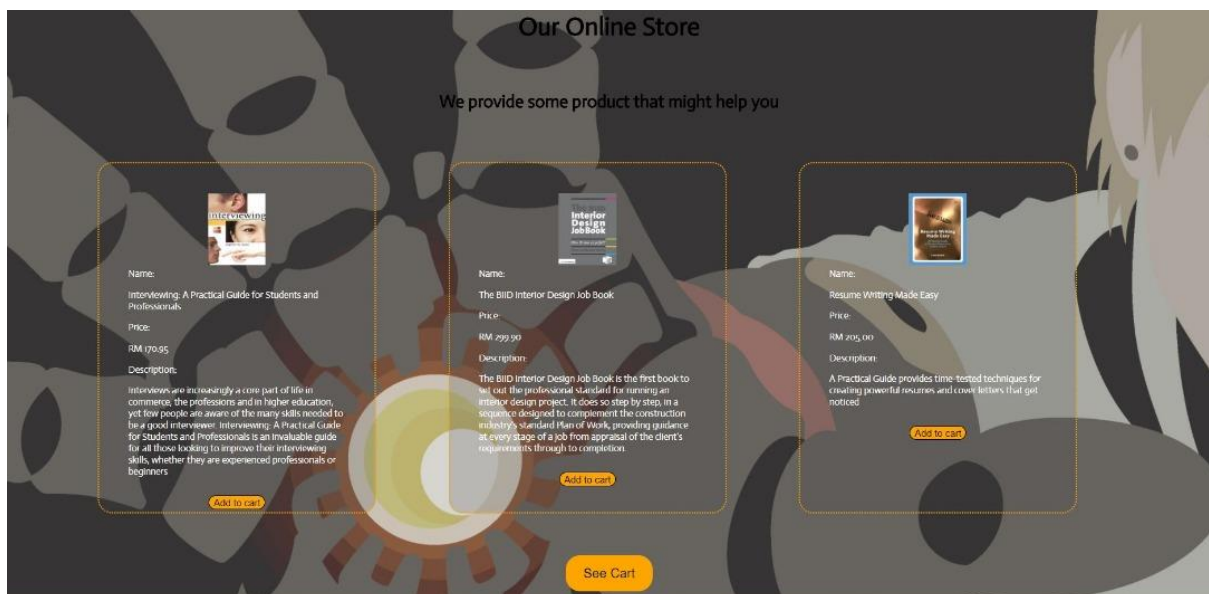 Our Online Store
We provide some product that might help you
interviewing
Name:
Interviewing: A Practical Guide for Students and
Professionals
Price:
RM 170.95
Description:
Interviews are increasingly a core part of life in
commerce, the professions and in higher education,
yet few people are aware of the many skills needed to
be a good interviewer. Interviewing: A Practical Guide
for Students and Professionals is an invaluable guide
for all those looking to improve their interviewing
skills, whether they are experienced professionals or
beginners
Add to cart
Interior
Design
Job Book
Name:
The BIID Interior Design Job Book
Price:
RM 299.90
Description:
The BIID Interior Design Job Book is the first book to
set out the professional standard for running an
interior design project. It does so step by step, in a
sequence designed to complement the construction
industry's standard Plan of Work, providing guidance
at every stage of a job from appraisal of the client's
requirements through to completion.
Add to cart
Resume Writing
Made Easy
Name:
Resume Writing Made Easy
Price:
RM 205.00
Description:
A Practical Guide provides time-tested techniques for
creating powerful resumes and cover letters that get
noticed
Add to cart
See Cart